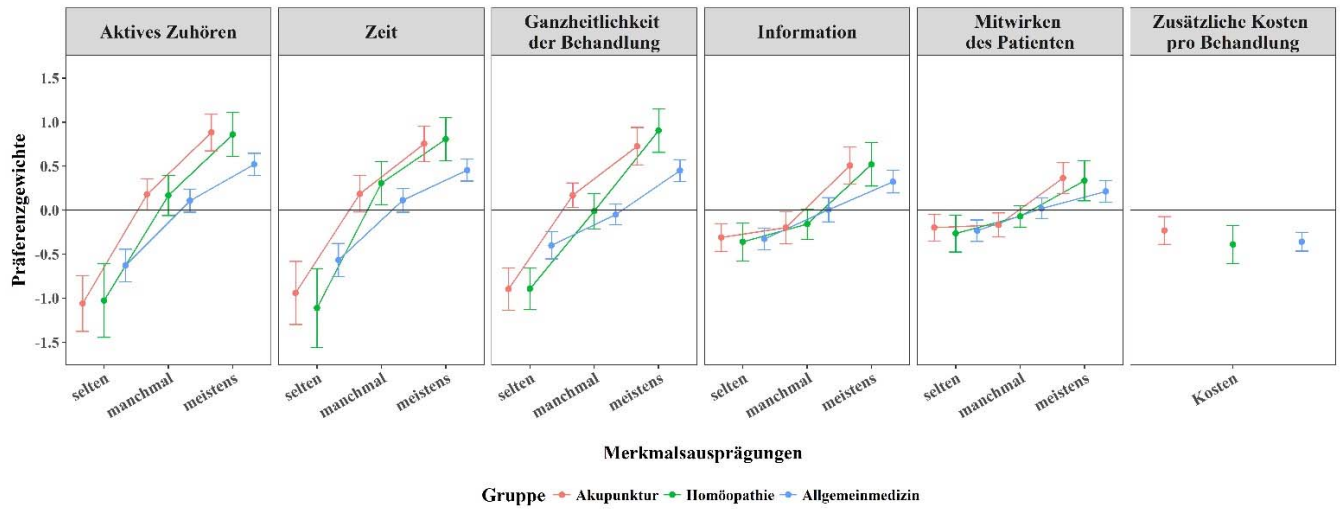 Aktives Zuhören
Zeit
Ganzheitlichkeit
der Behandlung
Information
Mitwirken
des Patienten
Zusätzliche Kosten
pro Behandlung
Präferenzgewichte
1.5
1.0
0.5
0.0
-0.5
-1.0
-1.5
selten
manchmal
meistens
selten
manchmal
meistens
selten
manchmal
meistens
selten
manchmal
meistens
selten
manchmal
meistens
Kosten
Merkmalsausprägungen
Gruppe Akupunktur Homöopathie Allgemeinmedizin